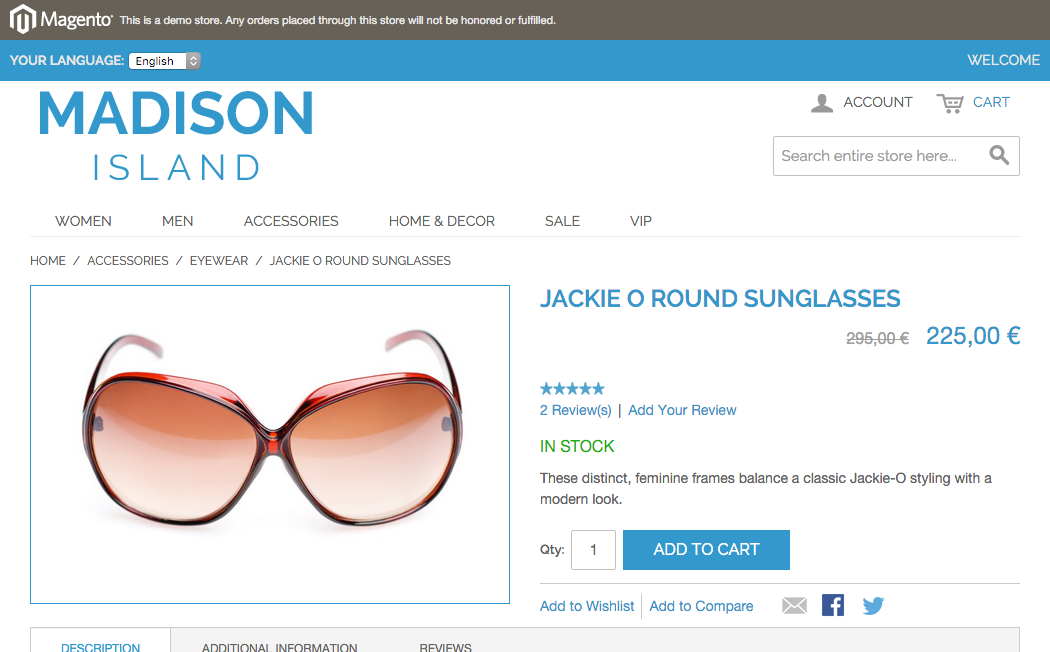 Magento® This is a demo store. Any orders placed through this store will not be honored or fulfilled.
YOUR LANGUAGE: English WELCOME
MADISON
ISLAND
ACCOUNT CART
Search entire store here...
WOMEN MEN ACCESSORIES HOME & DECOR SALE VIP
HOME / ACCESSORIES / EYEWEAR / JACKIE O ROUND SUNGLASSES
JACKIE O ROUND SUNGLASSES
295,00 € 225,00 €
2 Review(s) | Add Your Review
IN STOCK
These distinct, feminine frames balance a classic Jackie-O styling with a
modern look.
Qty: 1 ADD TO CART
Add to Wishlist Add to Compare
DESCRIPTION ADDITIONAL INFORMATION REVIEWS